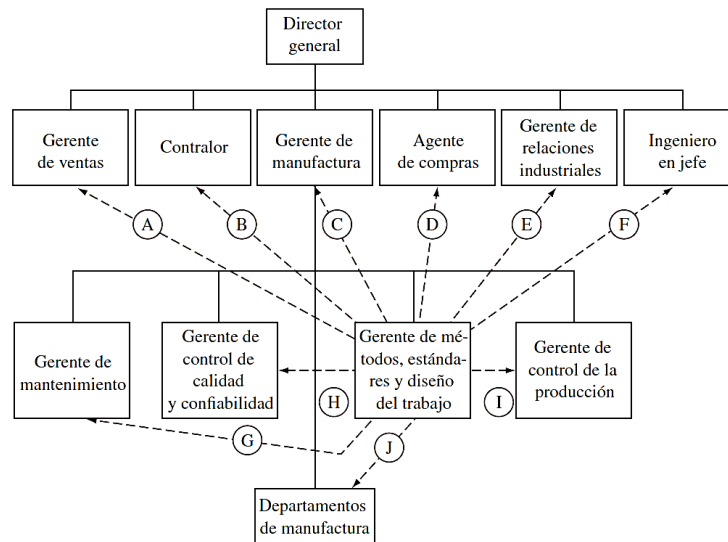 Director
general
Gerente
de ventas
Contralor
Gerente de
manufactura
Agente
de compras
Gerente de
relaciones
industriales
Ingeniero
en jefe
A
B
C
D
E
F
Gerente de
mantenimiento
Gerente de
control de
calidad
y confiabilidad
Gerente de mé-
todos, estánda-
res y diseño
del trabajo
Gerente de
control de la
producción
H
I
G
J
Departamentos
de manufactura